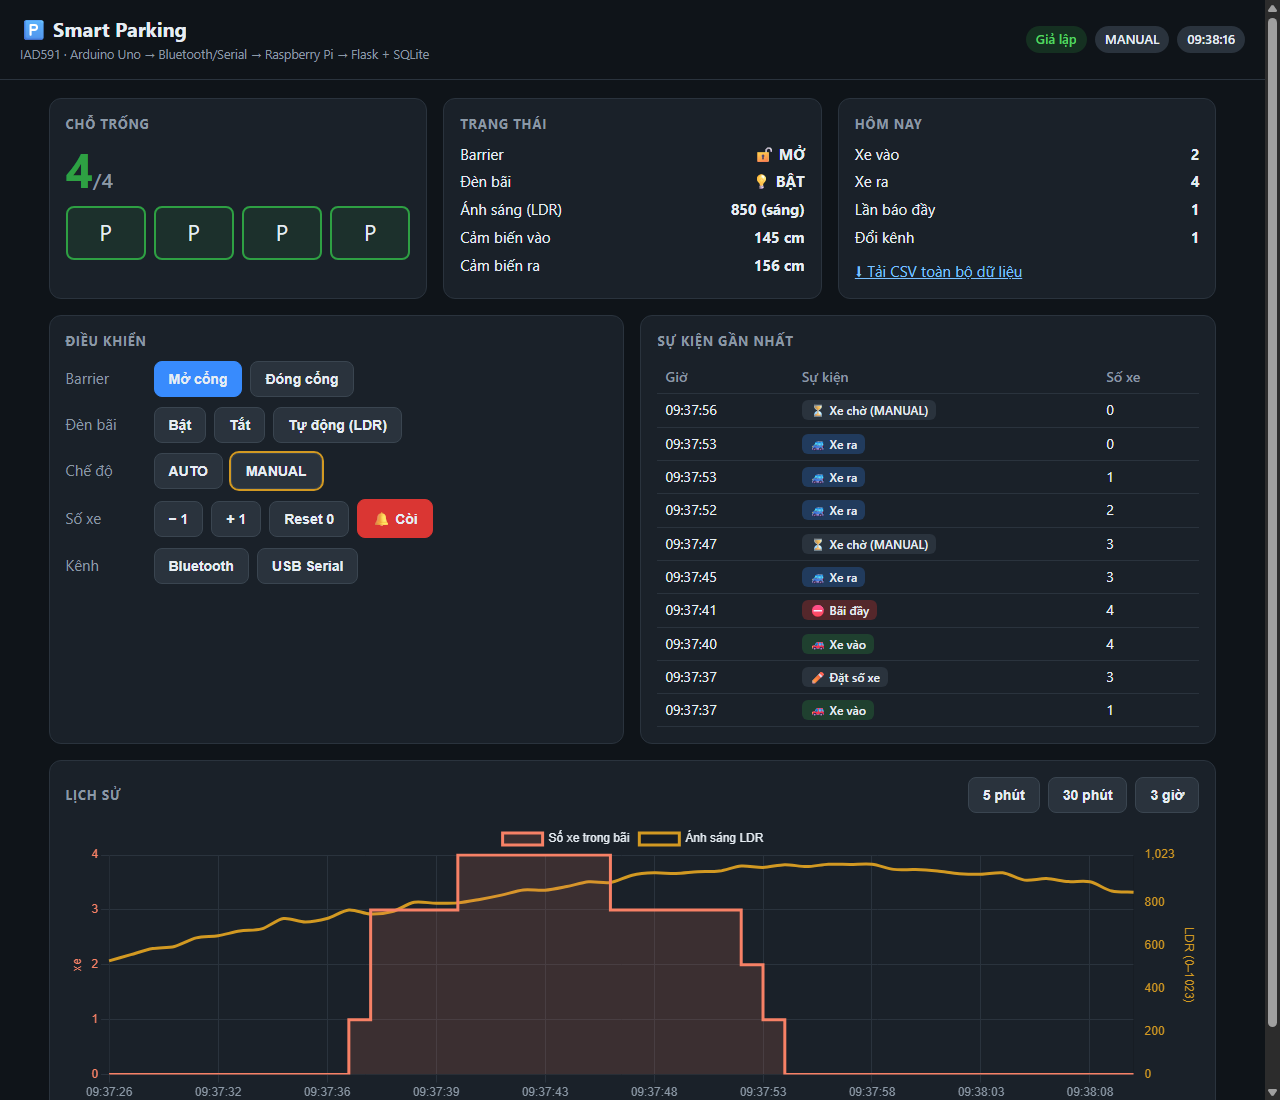 P Smart Parking
IAD591 · Arduino Uno → Bluetooth/Serial → Raspberry Pi → Flask + SQLite
Giả lập MANUAL 09:38:16
CHỖ TRỐNG
4/4
P P P P
TRẠNG THÁI
Barrier MỞ
Đèn bãi BẬT
Ánh sáng (LDR) 850 (sáng)
Cảm biến vào 145 cm
Cảm biến ra 156 cm
HÔM NAY
Xe vào 2
Xe ra 4
Lần báo đầy 1
Đổi kênh 1
⬇ Tải CSV toàn bộ dữ liệu
ĐIỀU KHIỂN
Barrier Mở cổng Đóng cổng
Đèn bãi Bật Tắt Tự động (LDR)
Chế độ AUTO MANUAL
Số xe − 1 + 1 Reset 0 Còi
Kênh Bluetooth USB Serial
SỰ KIỆN GẦN NHẤT
Giờ Sự kiện Số xe
09:37:56 Xe chờ (MANUAL) 0
09:37:53 Xe ra 0
09:37:53 Xe ra 1
09:37:52 Xe ra 2
09:37:47 Xe chờ (MANUAL) 3
09:37:45 Xe ra 3
09:37:41 Bãi đầy 4
09:37:40 Xe vào 4
09:37:37 Đặt số xe 3
09:37:37 Xe vào 1
LỊCH SỬ
5 phút 30 phút 3 giờ
Số xe trong bãi Ánh sáng LDR
4 1,023
3 800
600
2
400
1
200
0 0
xe
LDR (0–1023)
09:37:26 09:37:32 09:37:36 09:37:39 09:37:43 09:37:48 09:37:53 09:37:58 09:38:03 09:38:08